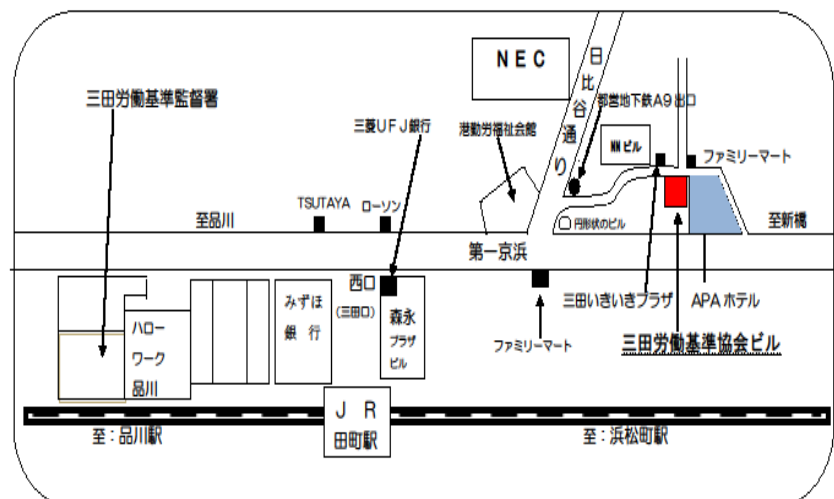 NEC
日比谷通り
三田労働基準監督署
三菱UFJ銀行
港勤労福祉会館
都営地下鉄A9出口
NNビル
ファミリーマート
TSUTAYA
ローソン
至品川
円形状のビル
至新橋
第一京浜
西口
(三田口)
みずほ
銀行
森永
プラザ
ビル
ファミリーマート
三田いきいきプラザ
APAホテル
三田労働基準協会ビル
ハロー
ワーク
品川
JR
田町駅
至:品川駅
至:浜松町駅